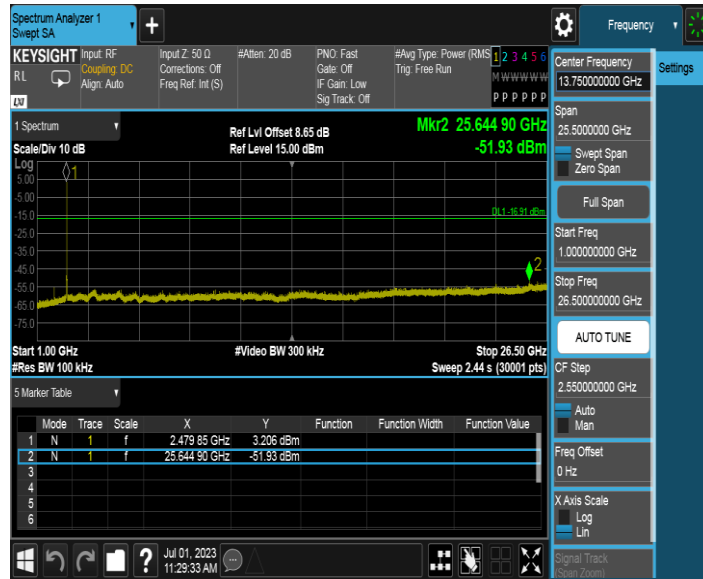 Spectrum Analyzer 1
Swept SA
+
Frequency
KEYSIGHT
RL
LXI
Input: RF
Coupling: DC
Align: Auto
Input Z: 50 Ω
Corrections: Off
Freq Ref: Int (S)
#Atten: 20 dB
PNO: Fast
Gate: Off
IF Gain: Low
Sig Track: Off
#Avg Type: Power (RMS
Trig: Free Run
1 2 3 4 5 6
M W W W W W
P P P P P P
1 Spectrum
Scale/Div 10 dB
Ref Lvl Offset 8.65 dB
Ref Level 15.00 dBm
Mkr2 25.644 90 GHz
-51.93 dBm
Log
5.00
-5.00
-15.0
-25.0
-35.0
-45.0
-55.0
-65.0
-75.0
1
DL1 -16.91 dBm
2
Start 1.00 GHz
#Res BW 100 kHz
#Video BW 300 kHz
Stop 26.50 GHz
Sweep 2.44 s (30001 pts)
5 Marker Table
Mode Trace Scale X Y Function Function Width Function Value
1 N 1 f 2.479 85 GHz 3.206 dBm
2 N 1 f 25.644 90 GHz -51.93 dBm
3
4
5
6
?
Jul 01, 2023
11:29:33 AM
Center Frequency
13.750000000 GHz
Span
25.5000000 GHz
Swept Span
Zero Span
Full Span
Start Freq
1.000000000 GHz
Stop Freq
26.500000000 GHz
AUTO TUNE
CF Step
2.550000000 GHz
Auto
Man
Freq Offset
0 Hz
X Axis Scale
Log
Lin
Signal Track
(Span Zoom)
Settings